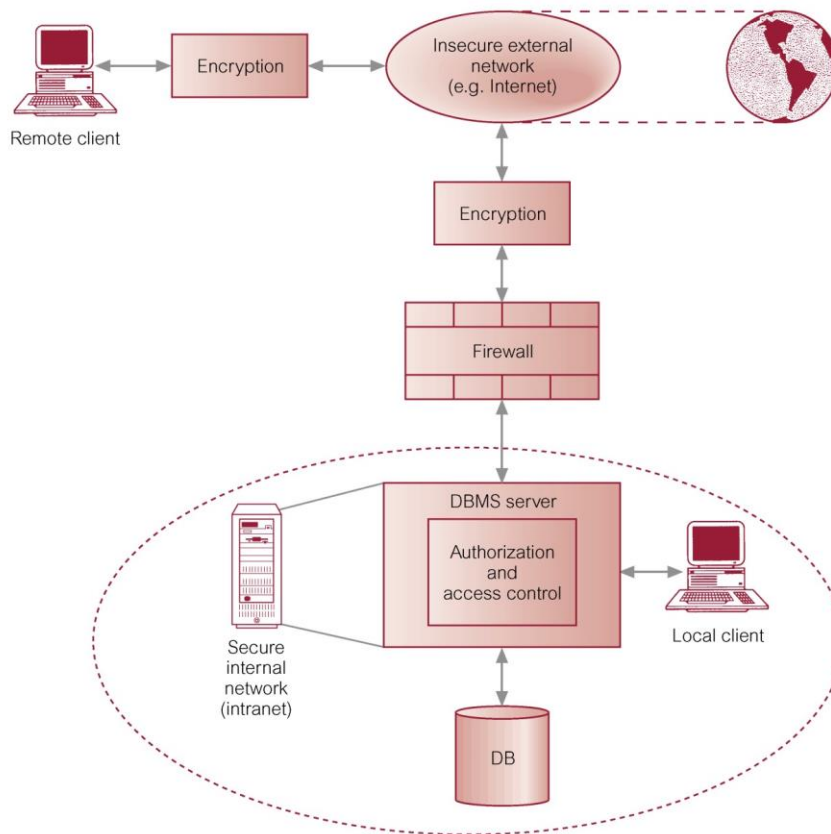 Encryption
Insecure external
network
(e.g. Internet)
Remote client
Encryption
Firewall
DBMS server
Authorization
and
access control
Local client
Secure
internal
network
(intranet)
DB